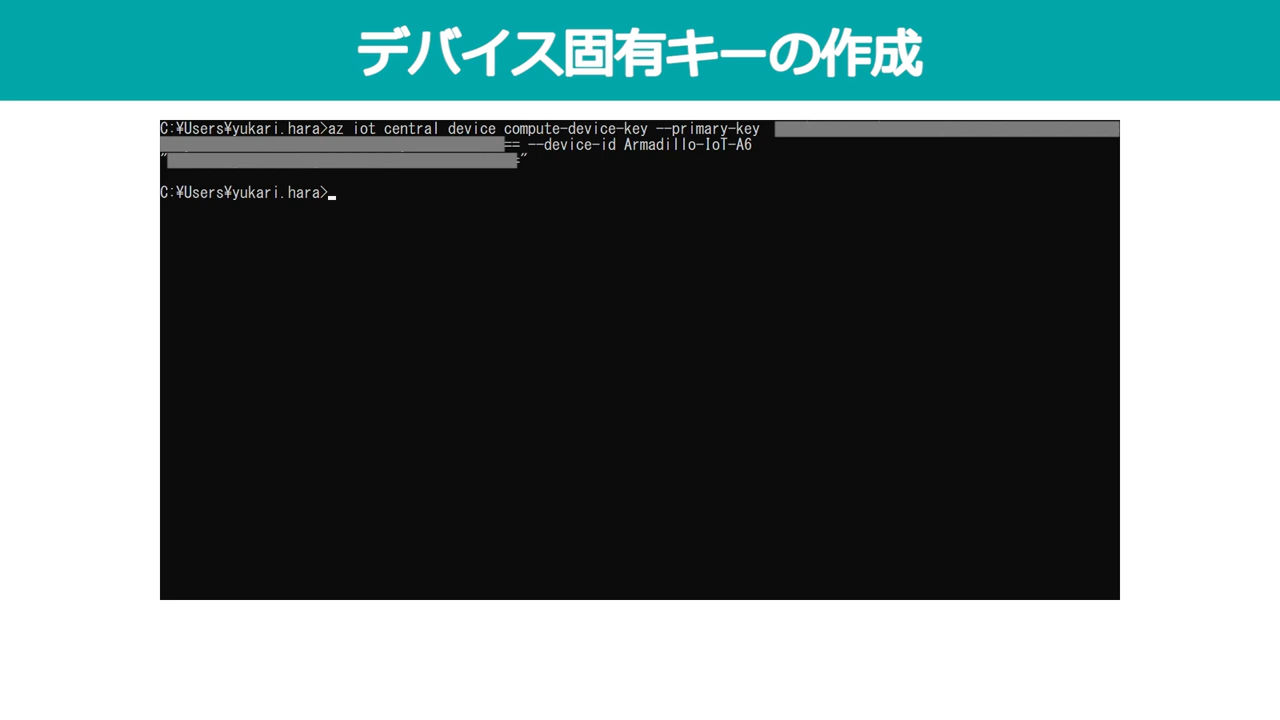 デバイス固有キーの作成
C:¥Users¥yukari.hara>az iot central device compute-device-key --primary-key
== --device-id Armadillo-IoT-A6
"="
C:¥Users¥yukari.hara>